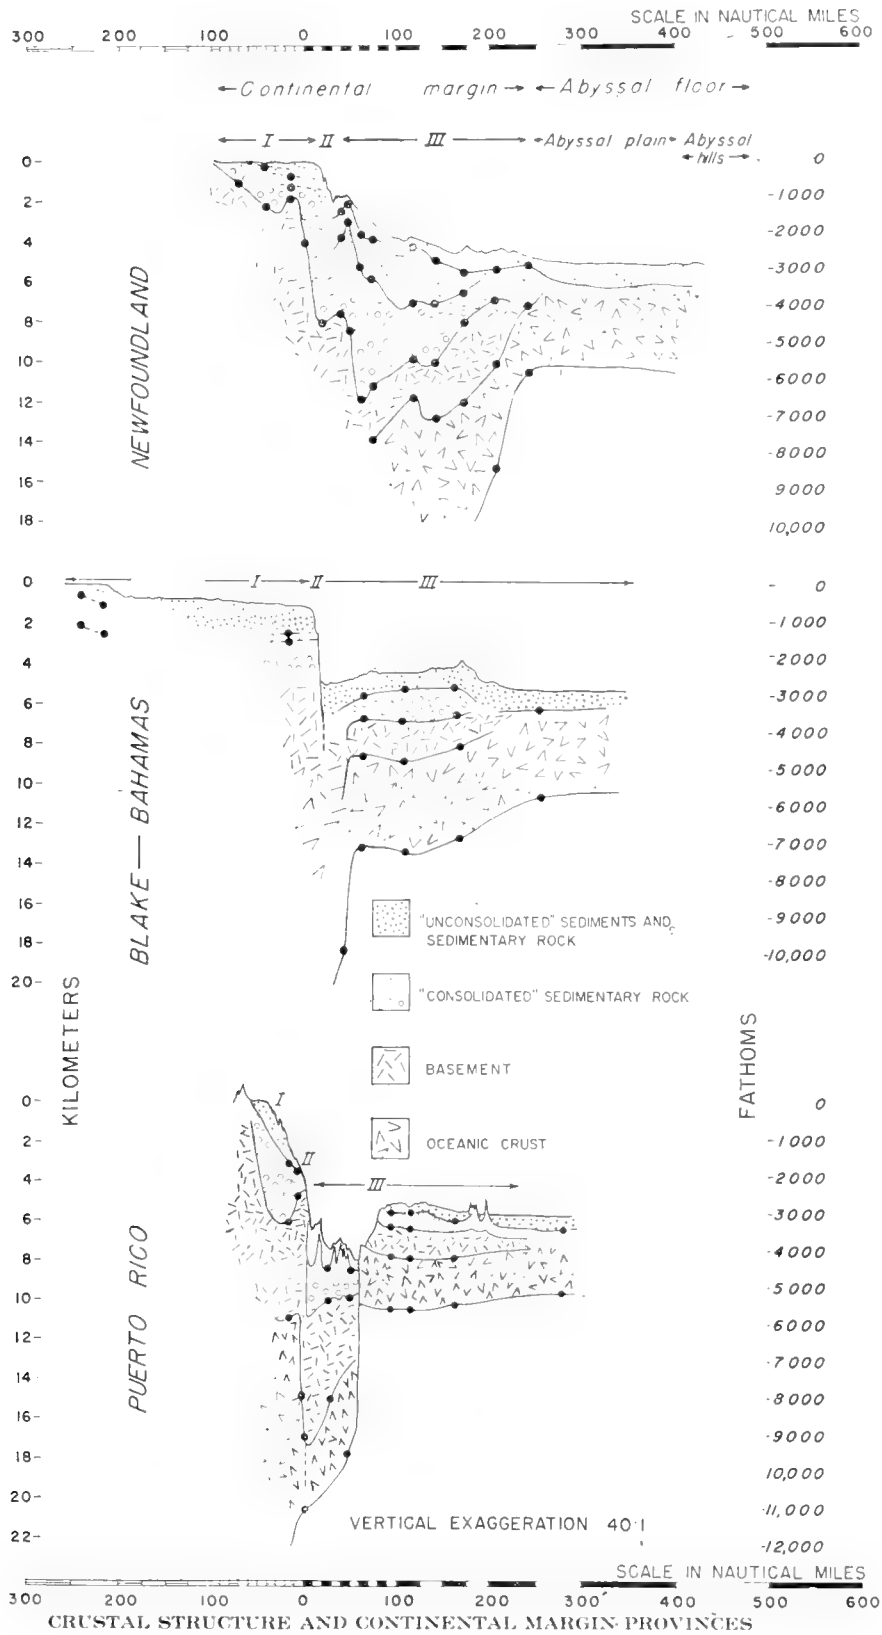 SCALE IN NAUTICAL MILES
300 200 100 0 100 200 300 400 500 600
Continental margin Abyssal floor
I II III Abyssal plain Abyssal hills
NEWFOUNDLAND
0 0
2 -1000
4 -2000
6 -3000
8 -4000
10 -5000
12 -6000
14 -7000
16 -8000
18 9000
10,000
I II III
BLAKE — BAHAMAS
0 0
2 -1000
4 -2000
6 -3000
8 -4000
10 -5000
12 -6000
14 -7000
16 -8000
18 -9000
20 -10,000
"UNCONSOLIDATED" SEDIMENTS AND
SEDIMENTARY ROCK
"CONSOLIDATED" SEDIMENTARY ROCK
BASEMENT
OCEANIC CRUST
KILOMETERS
FATHOMS
PUERTO RICO
I
II
III
0 0
2 -1000
4 -2000
6 -3000
8 -4000
10 -5000
12 -6000
14 -7000
16 -8000
18 -9000
20 10,000
22 -11,000
-12,000
VERTICAL EXAGGERATION 40:1
SCALE IN NAUTICAL MILES
300 200 100 0 100 200 300 400 500 600
CRUSTAL STRUCTURE AND CONTINENTAL MARGIN PROVINCES